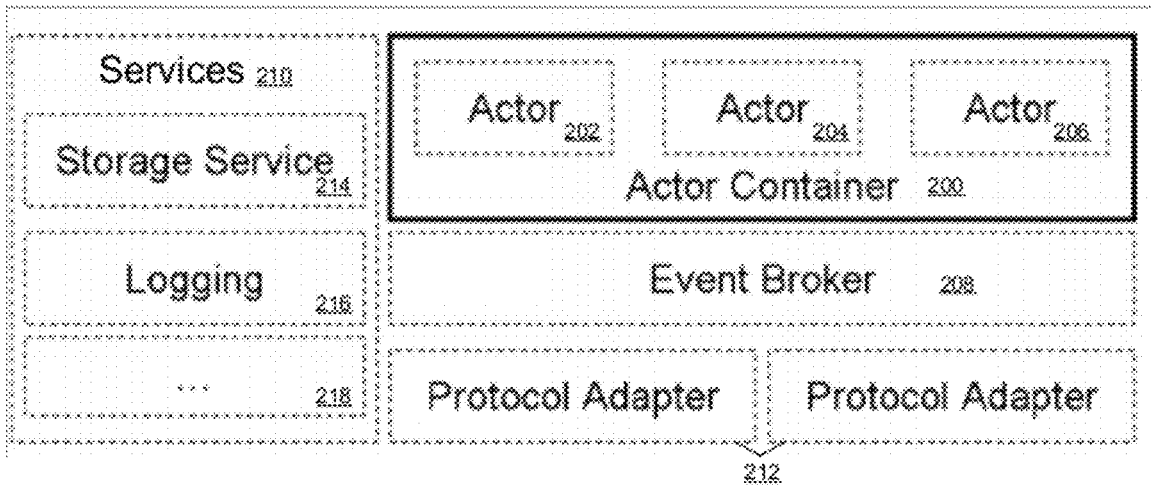 Services 210
Storage Service 214
Logging 216
... 218
Actor 202
Actor 204
Actor 206
Actor Container 200
Event Broker 208
Protocol Adapter
Protocol Adapter
212